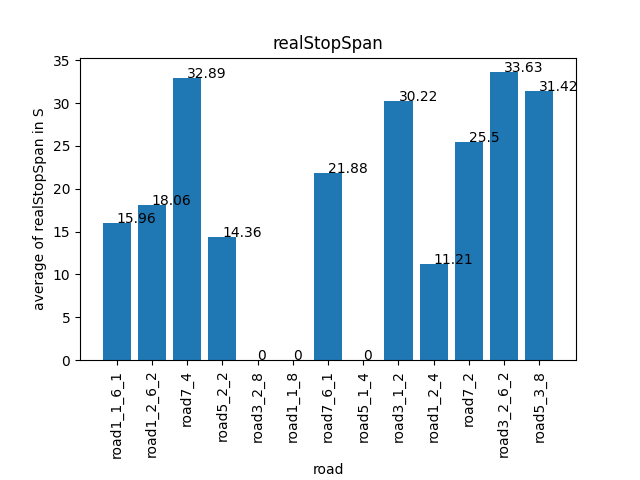 realStopSpan
average of realStopSpan in S
35
30
25
20
15
10
5
0
15.96
18.06
32.89
14.36
0
0
21.88
0
30.22
11.21
25.5
33.63
31.42
road1_1_6_1
road1_2_6_2
road7_4
road5_2_2
road3_2_8
road1_1_8
road7_6_1
road5_1_4
road3_1_2
road1_2_4
road7_2
road3_2_6_2
road5_3_8
road